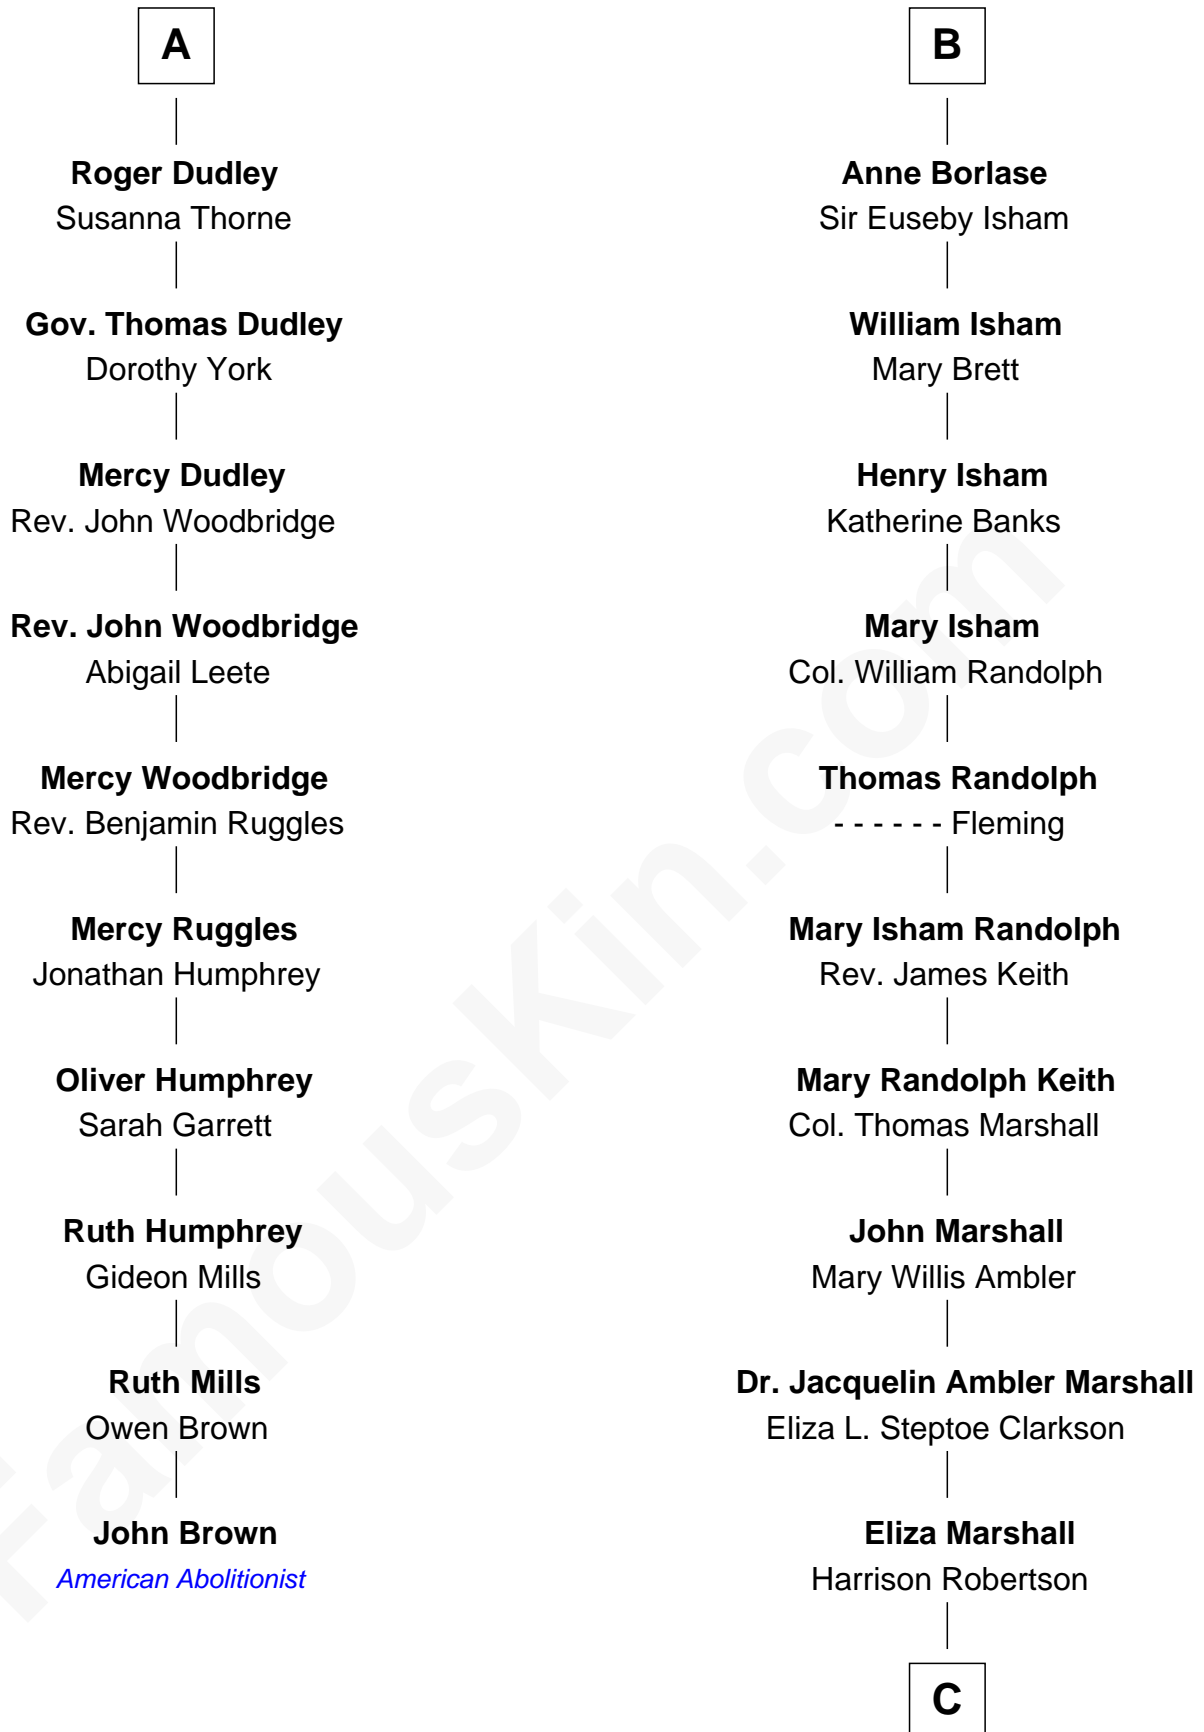 A
Roger Dudley
Susanna Thorne
Gov. Thomas Dudley
Dorothy York
Mercy Dudley
Rev. John Woodbridge
Rev. John Woodbridge
Abigail Leete
Mercy Woodbridge
Rev. Benjamin Ruggles
Mercy Ruggles
Jonathan Humphrey
Oliver Humphrey
Sarah Garrett
Ruth Humphrey
Gideon Mills
Ruth Mills
Owen Brown
John Brown
American Abolitionist
B
Anne Borlase
Sir Euseby Isham
William Isham
Mary Brett
Henry Isham
Katherine Banks
Mary Isham
Col. William Randolph
Thomas Randolph
- - - - - - Fleming
Mary Isham Randolph
Rev. James Keith
Mary Randolph Keith
Col. Thomas Marshall
John Marshall
Mary Willis Ambler
Dr. Jacquelin Ambler Marshall
Eliza L. Steptoe Clarkson
Eliza Marshall
Harrison Robertson
C
FamousKin.com